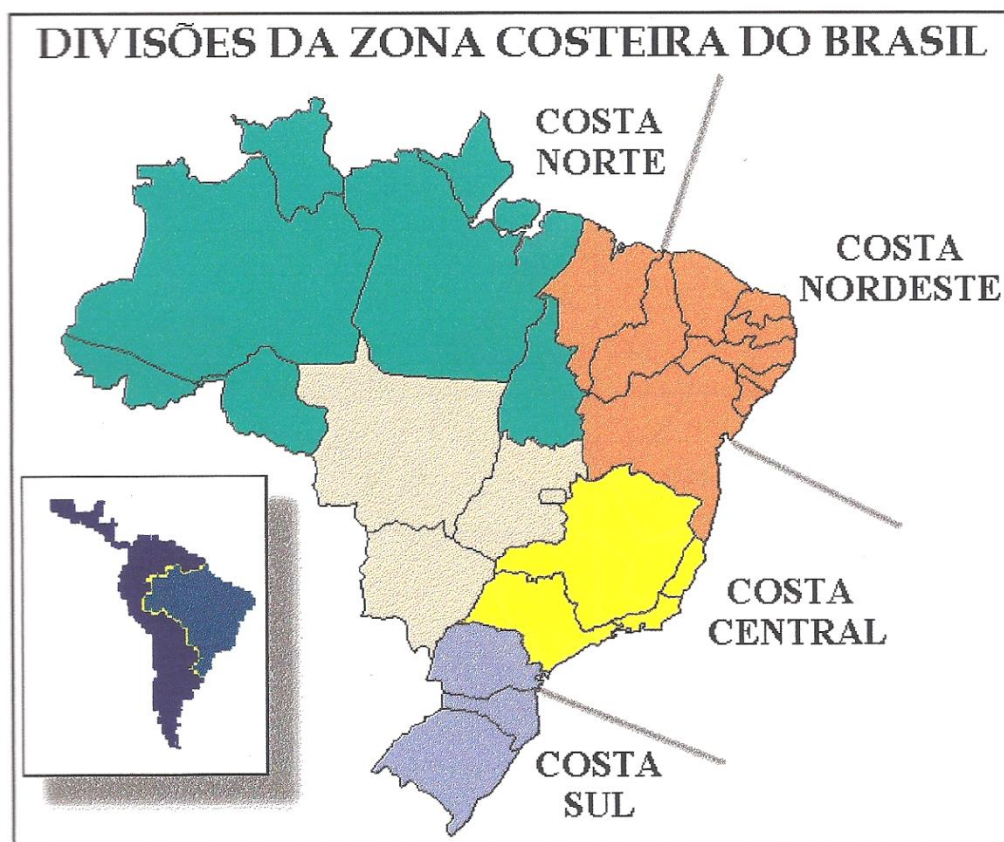 DIVISÕES DA ZONA COSTEIRA DO BRASIL
COSTA
NORTE
COSTA
NORDESTE
COSTA
CENTRAL
COSTA
SUL